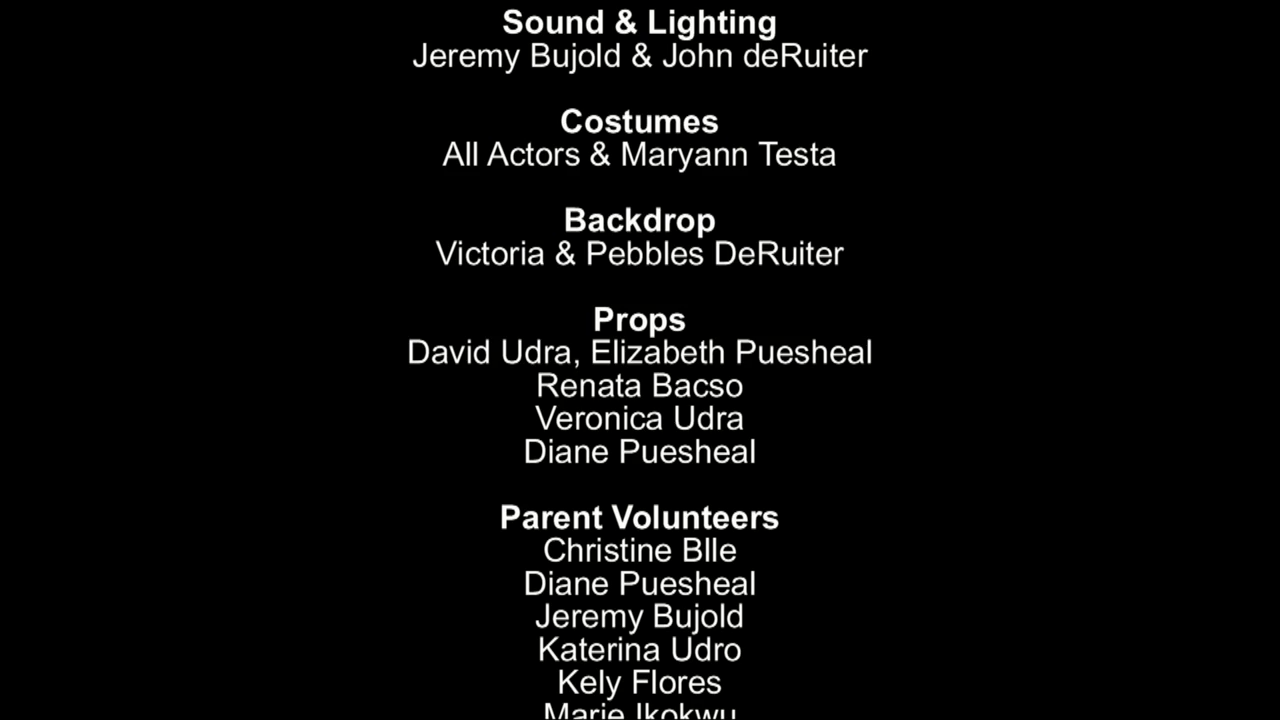 Sound & Lighting
Jeremy Bujold & John deRuiter
Costumes
All Actors & Maryann Testa
Backdrop
Victoria & Pebbles DeRuiter
Props
David Udra, Elizabeth Puesheal
Renata Bacso
Veronica Udra
Diane Puesheal
Parent Volunteers
Christine Blle
Diane Puesheal
Jeremy Bujold
Katerina Udro
Kely Flores
Marie Ikokwu